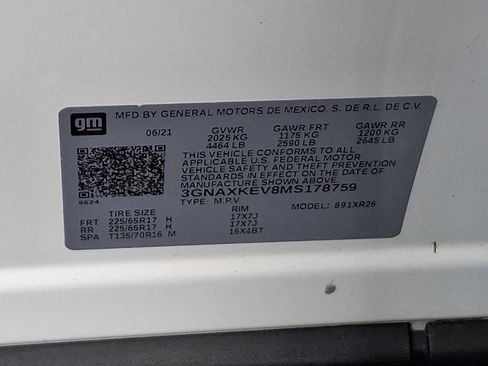 gm
MFD BY GENERAL MOTORS DE MEXICO, S. DE R.L. DE C.V.
06/21 GVWR GAWR FRT GAWR RR
2025 KG 1175 KG 1200 KG
4464 LB 2590 LB 2645 LB
THIS VEHICLE CONFORMS TO ALL
APPLICABLE U.S. FEDERAL MOTOR
VEHICLE SAFETY AND THEFT PREVENTION
STANDARDS IN EFFECT ON THE DATE OF
MANUFACTURE SHOWN ABOVE.
3GNAXKEV8MS178759
8624
TYPE: M.P.V. MODEL: 891XR26
TIRE SIZE RIM
FRT 225/65R17 H 17X7J
RR 225/65R17 H 17X7J
SPA T135/70R16 M 16X4BT